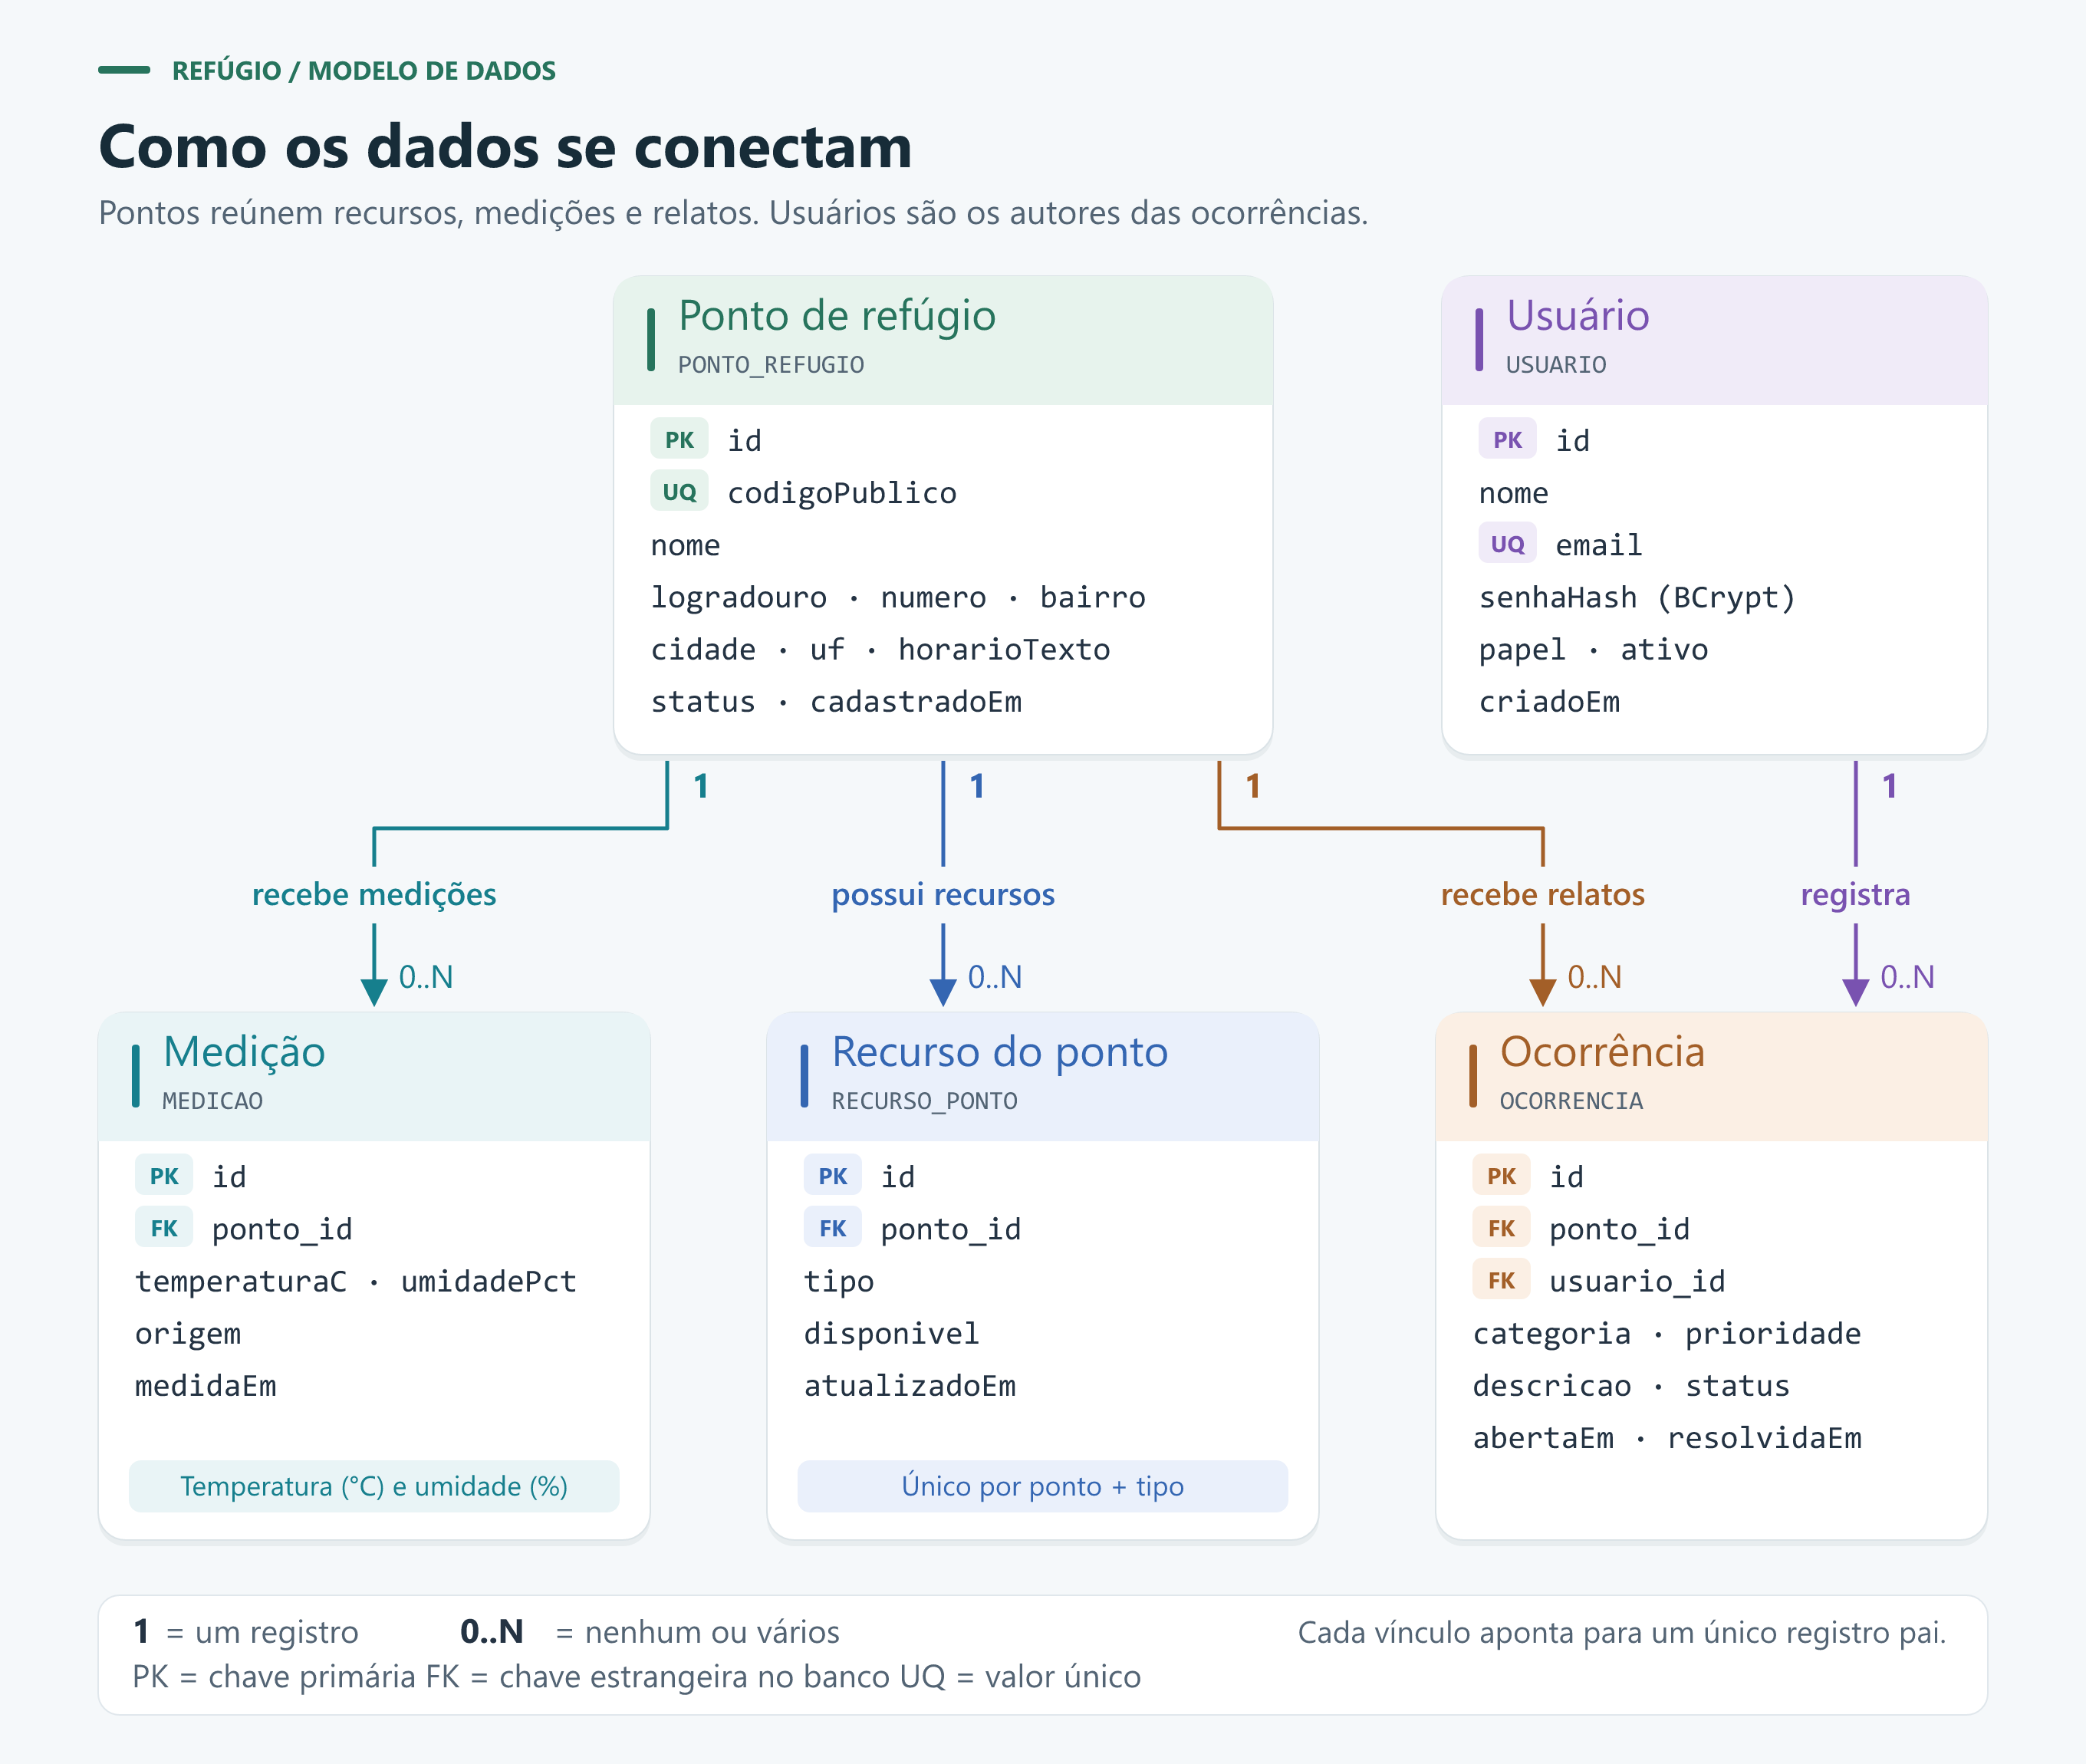 REFÚGIO / MODELO DE DADOS
Como os dados se conectam
Pontos reúnem recursos, medições e relatos. Usuários são os autores das ocorrências.
Ponto de refúgio
PONTO_REFUGIO
PK id
UQ codigoPublico
nome
logradouro · numero · bairro
cidade · uf · horarioTexto
status · cadastradoEm
Usuário
USUARIO
PK id
nome
UQ email
senhaHash (BCrypt)
papel · ativo
criadoEm
1
1
1
1
recebe medições
possui recursos
recebe relatos
registra
0..N
0..N
0..N
0..N
Medição
MEDICAO
PK id
FK ponto_id
temperaturaC · umidadePct
origem
medidaEm
Temperatura (°C) e umidade (%)
Recurso do ponto
RECURSO_PONTO
PK id
FK ponto_id
tipo
disponivel
atualizadoEm
Único por ponto + tipo
Ocorrência
OCORRENCIA
PK id
FK ponto_id
FK usuario_id
categoria · prioridade
descricao · status
abertaEm · resolvidaEm
1 = um registro 0..N = nenhum ou vários
Cada vínculo aponta para um único registro pai.
PK = chave primária FK = chave estrangeira no banco UQ = valor único